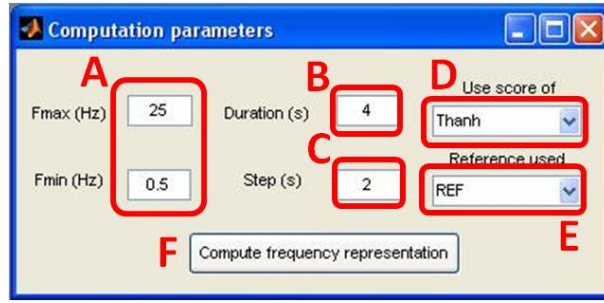 Computation parameters
A
B
D
Use score of
Fmax (Hz) 25 Duration (s) 4 Thanh
C
Reference used
Fmin (Hz) 0.5 Step (s) 2 REF
F Compute frequency representation E